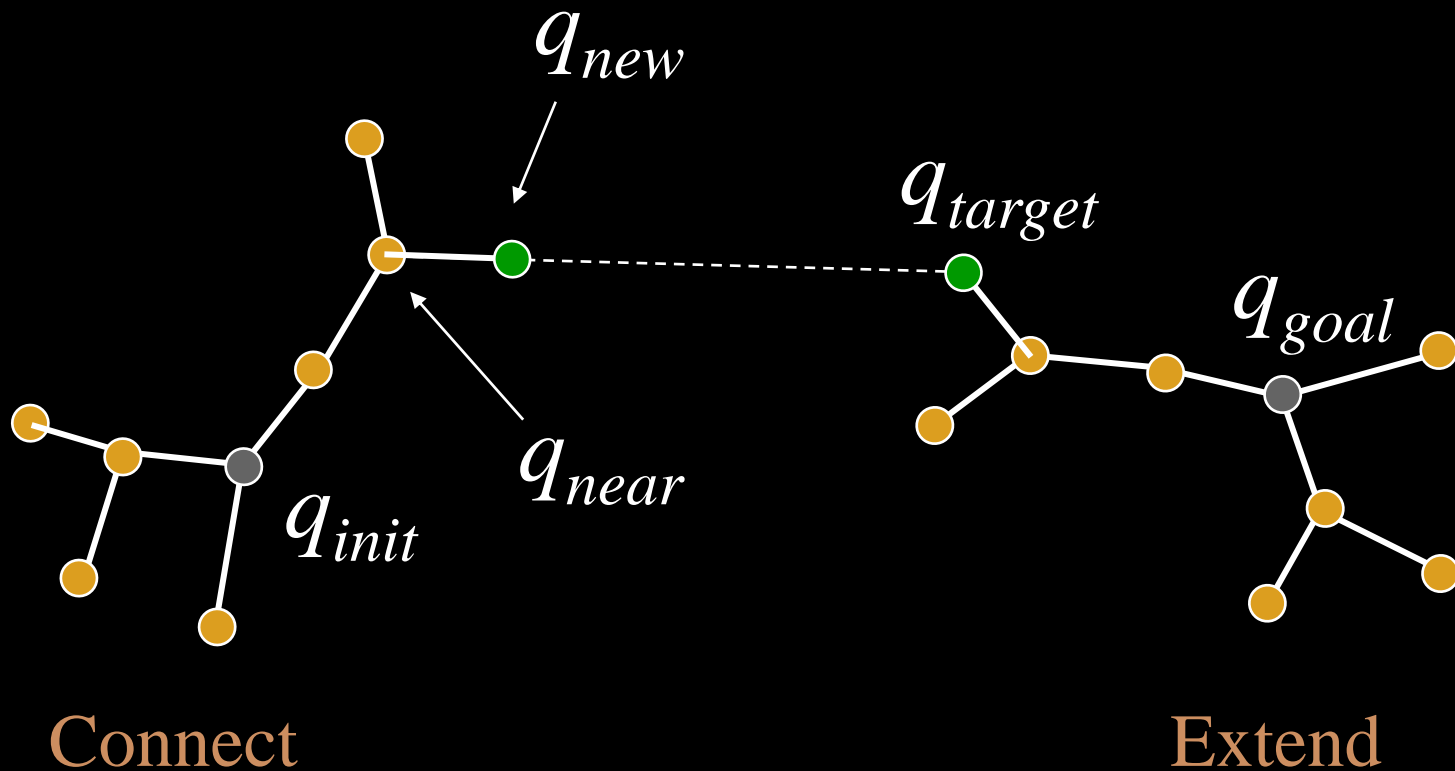 q_new
q_target
q_goal
q_near
q_init
Connect
Extend